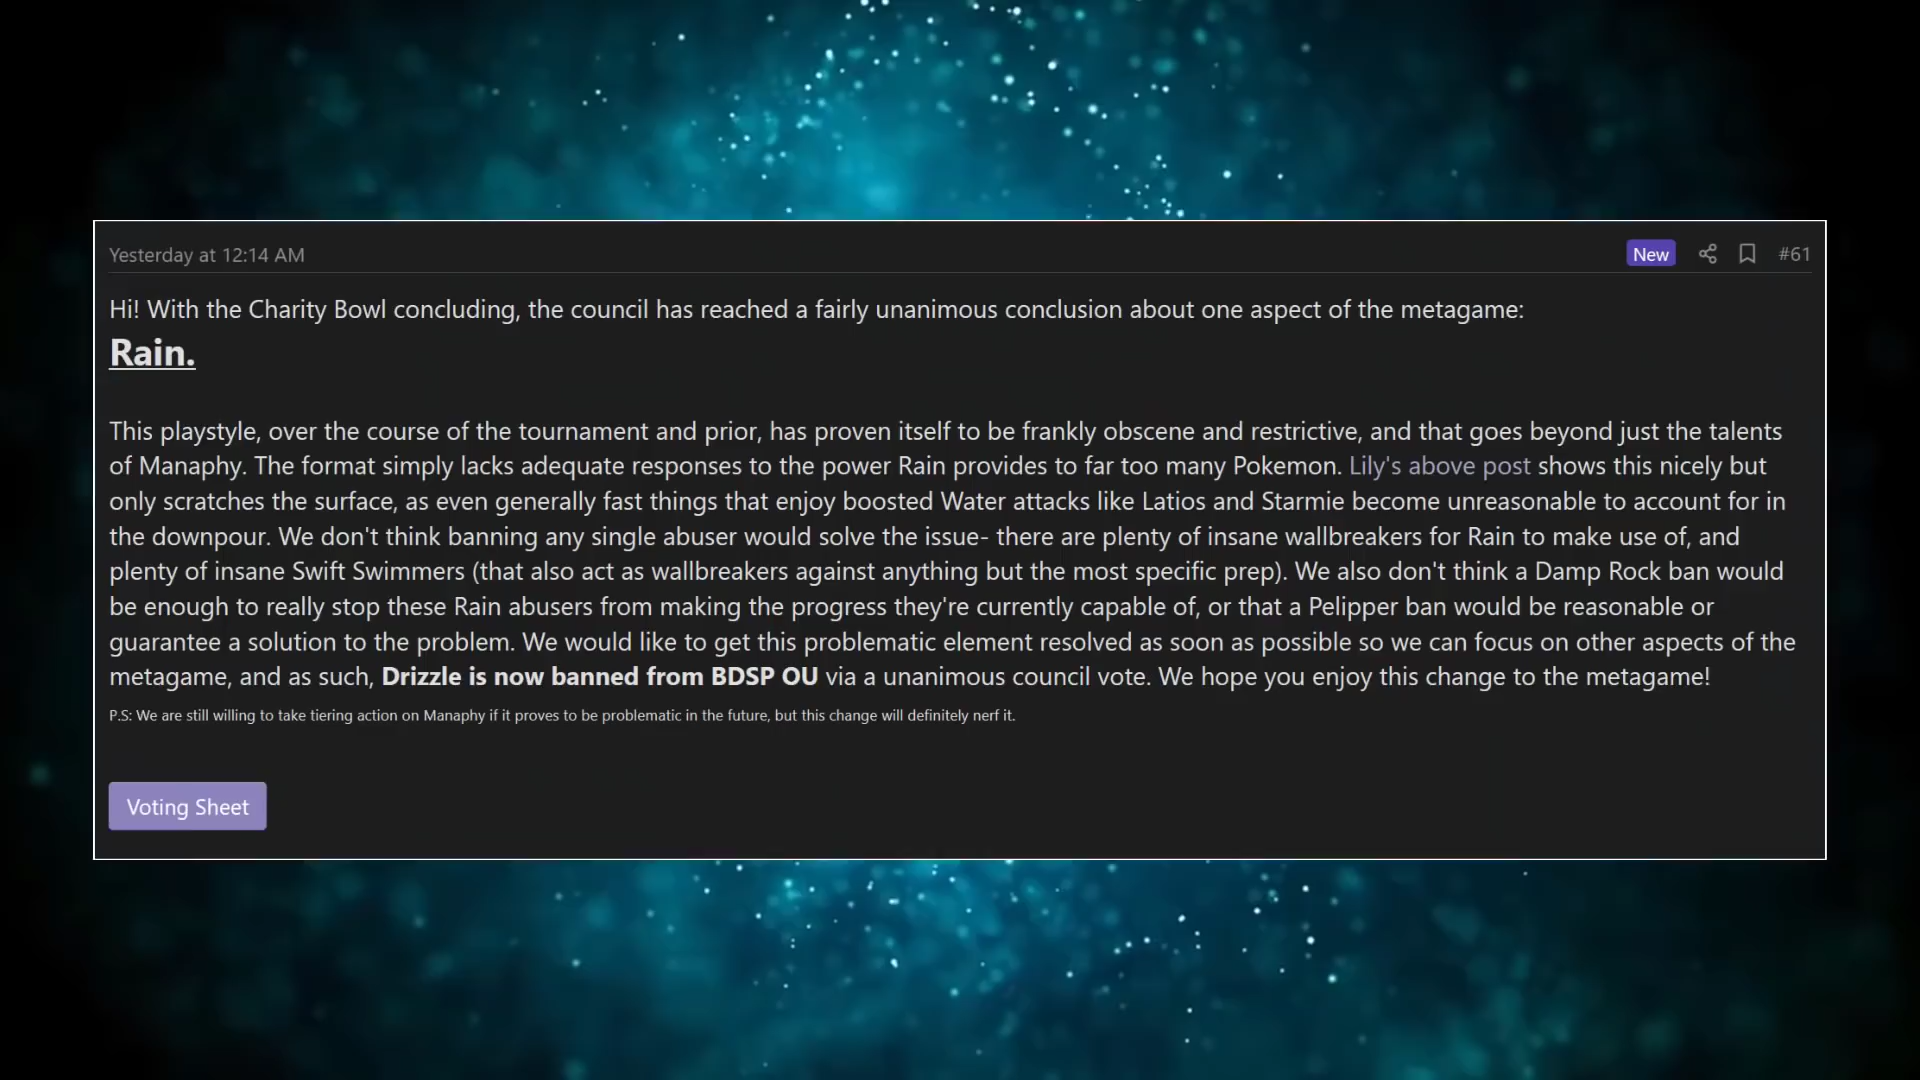 Yesterday at 12:14 AM
New
#61
Hi! With the Charity Bowl concluding, the council has reached a fairly unanimous conclusion about one aspect of the metagame:
Rain.
This playstyle, over the course of the tournament and prior, has proven itself to be frankly obscene and restrictive, and that goes beyond just the talents
of Manaphy. The format simply lacks adequate responses to the power Rain provides to far too many Pokemon. Lily's above post shows this nicely but
only scratches the surface, as even generally fast things that enjoy boosted Water attacks like Latios and Starmie become unreasonable to account for in
the downpour. We don't think banning any single abuser would solve the issue- there are plenty of insane wallbreakers for Rain to make use of, and
plenty of insane Swift Swimmers (that also act as wallbreakers against anything but the most specific prep). We also don't think a Damp Rock ban would
be enough to really stop these Rain abusers from making the progress they're currently capable of, or that a Pelipper ban would be reasonable or
guarantee a solution to the problem. We would like to get this problematic element resolved as soon as possible so we can focus on other aspects of the
metagame, and as such, Drizzle is now banned from BDSP OU via a unanimous council vote. We hope you enjoy this change to the metagame!
P.S: We are still willing to take tiering action on Manaphy if it proves to be problematic in the future, but this change will definitely nerf it.
Voting Sheet